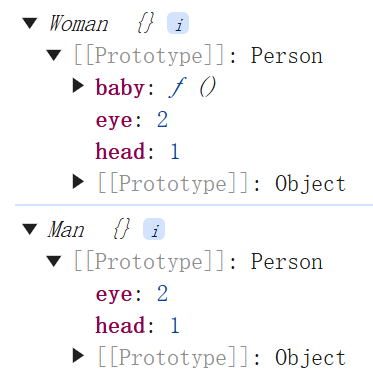 ▼ Woman {} i
▼ [[Prototype]]: Person
▶ baby: ƒ ()
eye: 2
head: 1
▶ [[Prototype]]: Object
▼ Man {} i
▼ [[Prototype]]: Person
eye: 2
head: 1
▶ [[Prototype]]: Object